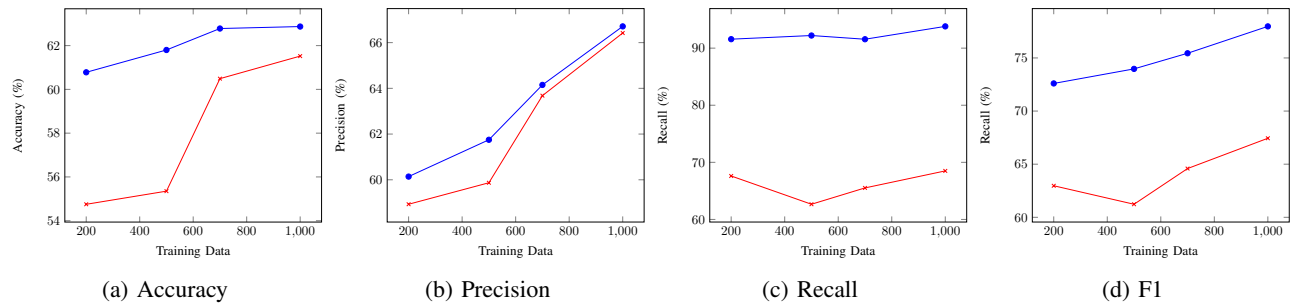 62
60
58
56
54
Accuracy (%)
200 400 600 800 1,000
Training Data
(a) Accuracy
66
64
62
60
Precision (%)
200 400 600 800 1,000
Training Data
(b) Precision
90
80
70
60
Recall (%)
200 400 600 800 1,000
Training Data
(c) Recall
75
70
65
60
Recall (%)
200 400 600 800 1,000
Training Data
(d) F1